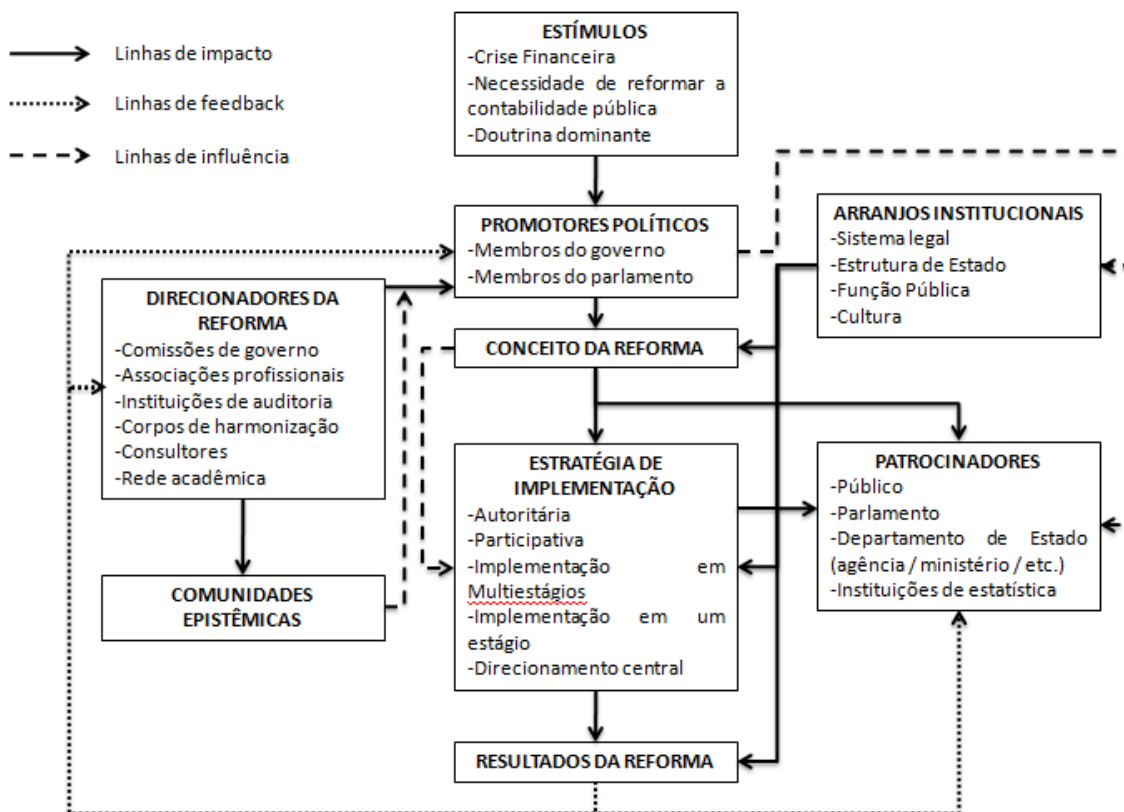 Linhas de impacto
Linhas de feedback
Linhas de influência
ESTÍMULOS
-Crise Financeira
-Necessidade de reformar a
contabilidade pública
-Doutrina dominante
PROMOTORES POLÍTICOS
-Membros do governo
-Membros do parlamento
ARRANJOS INSTITUCIONAIS
-Sistema legal
-Estrutura de Estado
-Função Pública
-Cultura
DIRECIONADORES DA
REFORMA
-Comissões de governo
-Associações profissionais
-Instituições de auditoria
-Corpos de harmonização
-Consultores
-Rede acadêmica
CONCEITO DA REFORMA
ESTRATÉGIA DE
IMPLEMENTAÇÃO
-Autoritária
-Participativa
-Implementação em
Multiestágios
-Implementação em um
estágio
-Direcionamento central
PATROCINADORES
-Público
-Parlamento
-Departamento de Estado
(agência / ministério / etc.)
-Instituições de estatística
COMUNIDADES
EPISTÊMICAS
RESULTADOS DA REFORMA